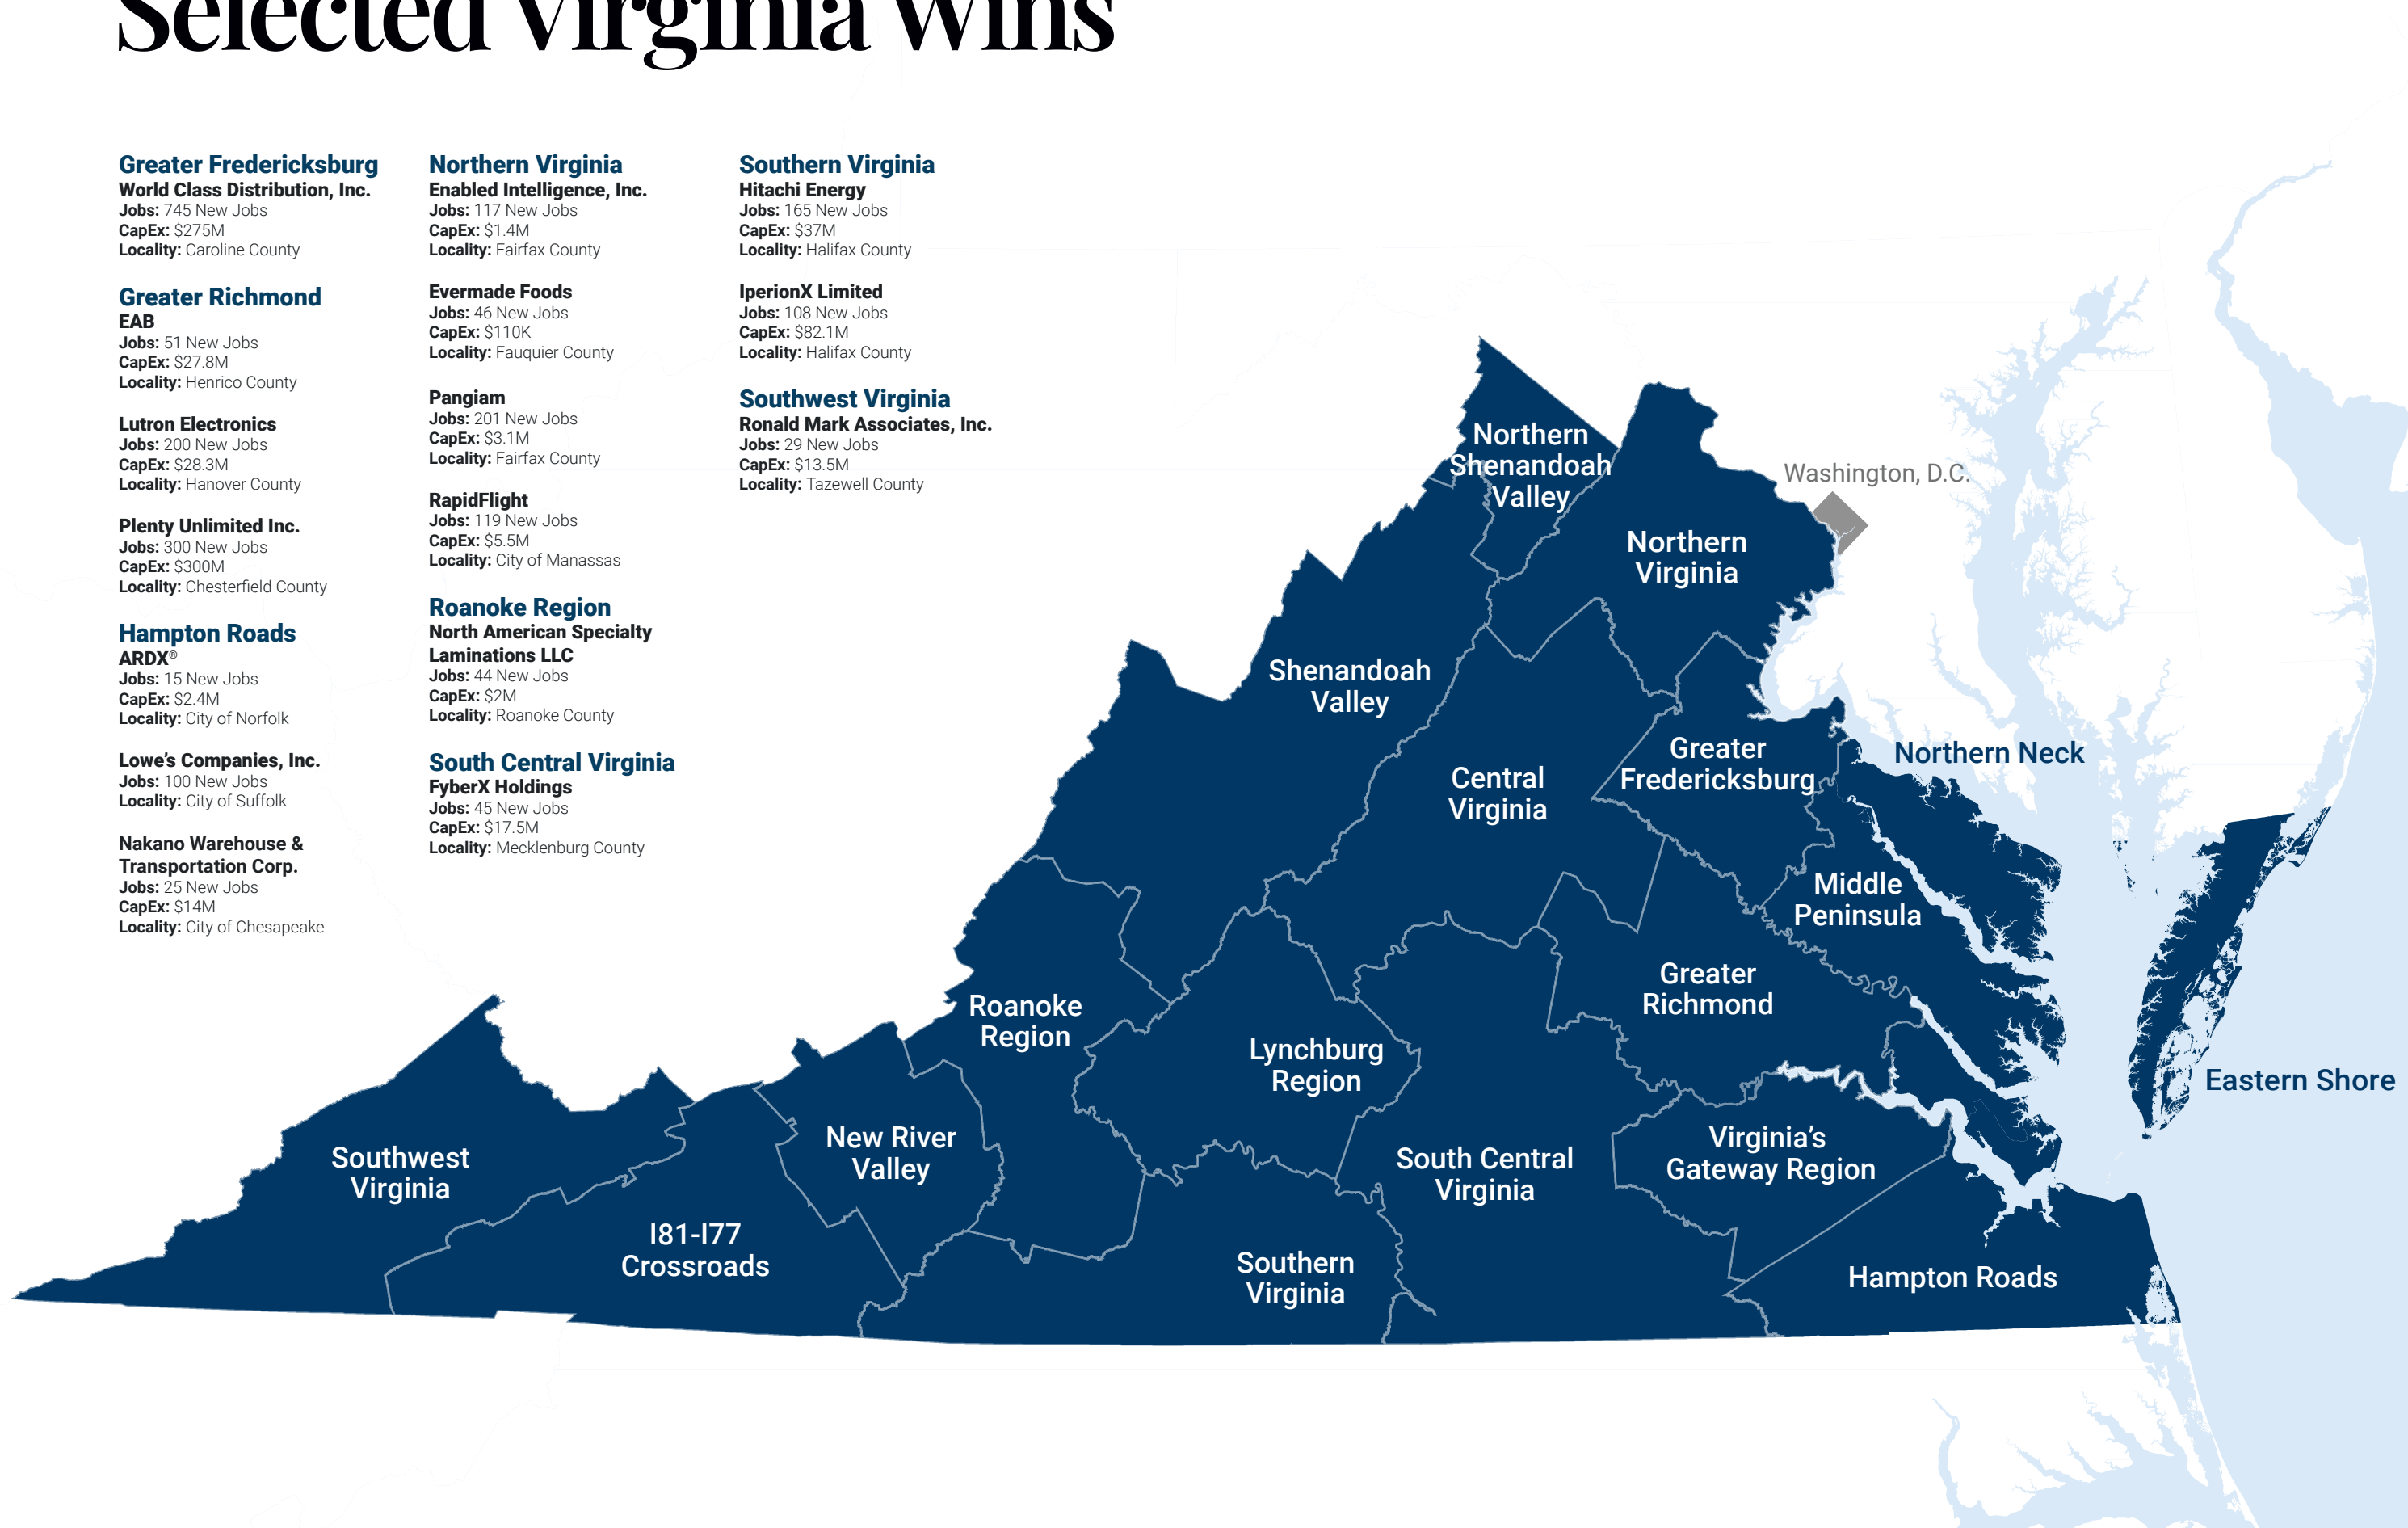 Selected Virginia Wins
Greater Fredericksburg
World Class Distribution, Inc.
Jobs: 745 New Jobs
CapEx: $275M
Locality: Caroline County
Greater Richmond
EAB
Jobs: 51 New Jobs
CapEx: $27.8M
Locality: Henrico County
Lutron Electronics
Jobs: 200 New Jobs
CapEx: $28.3M
Locality: Hanover County
Plenty Unlimited Inc.
Jobs: 300 New Jobs
CapEx: $300M
Locality: Chesterfield County
Hampton Roads
ARDX®
Jobs: 15 New Jobs
CapEx: $2.4M
Locality: City of Norfolk
Lowe’s Companies, Inc.
Jobs: 100 New Jobs
Locality: City of Suffolk
Nakano Warehouse &
Transportation Corp.
Jobs: 25 New Jobs
CapEx: $14M
Locality: City of Chesapeake
Northern Virginia
Enabled Intelligence, Inc.
Jobs: 117 New Jobs
CapEx: $1.4M
Locality: Fairfax County
Evermade Foods
Jobs: 46 New Jobs
CapEx: $110K
Locality: Fauquier County
Pangiam
Jobs: 201 New Jobs
CapEx: $3.1M
Locality: Fairfax County
RapidFlight
Jobs: 119 New Jobs
CapEx: $5.5M
Locality: City of Manassas
Roanoke Region
North American Specialty
Laminations LLC
Jobs: 44 New Jobs
CapEx: $2M
Locality: Roanoke County
South Central Virginia
FyberX Holdings
Jobs: 45 New Jobs
CapEx: $17.5M
Locality: Mecklenburg County
Southern Virginia
Hitachi Energy
Jobs: 165 New Jobs
CapEx: $37M
Locality: Halifax County
IperionX Limited
Jobs: 108 New Jobs
CapEx: $82.1M
Locality: Halifax County
Southwest Virginia
Ronald Mark Associates, Inc.
Jobs: 29 New Jobs
CapEx: $13.5M
Locality: Tazewell County
Northern
Shenandoah
Valley
Washington, D.C.
Northern
Virginia
Shenandoah
Valley
Central
Virginia
Greater
Fredericksburg
Northern Neck
Middle
Peninsula
Greater
Richmond
Roanoke
Region
Lynchburg
Region
Eastern Shore
New River
Valley
Virginia’s
Gateway Region
Southwest
Virginia
South Central
Virginia
I81-I77
Crossroads
Southern
Virginia
Hampton Roads